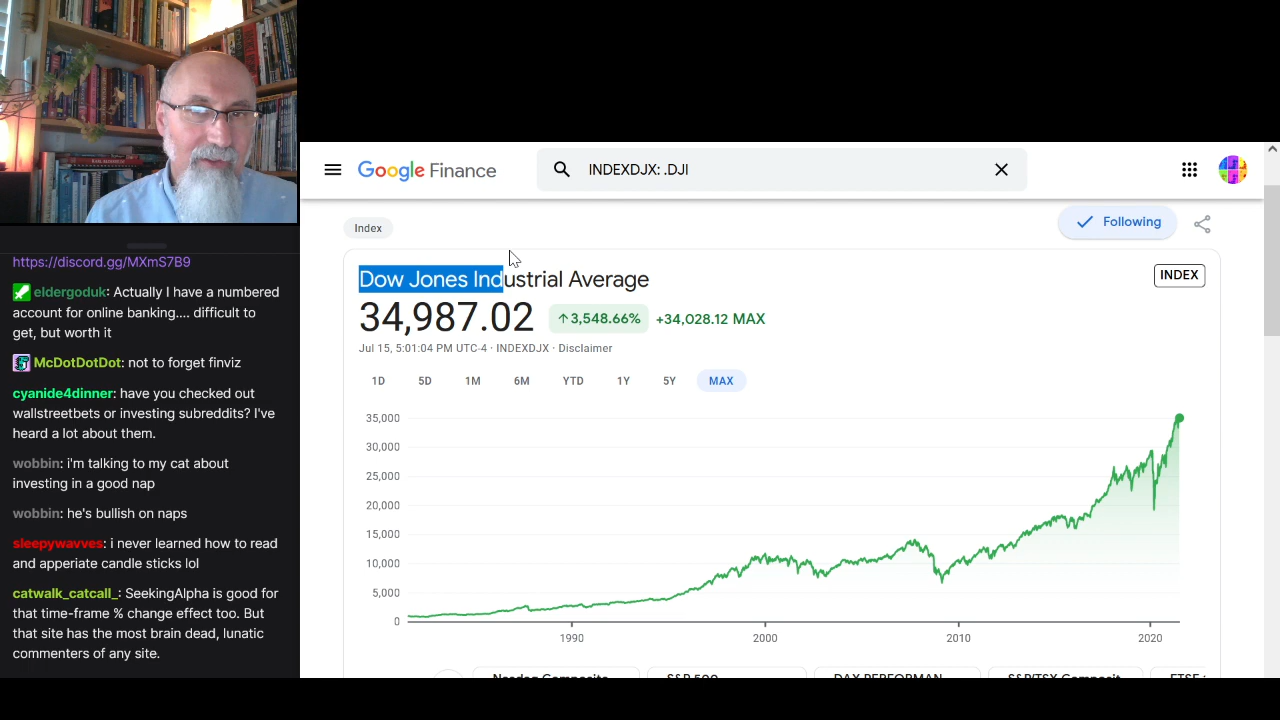 https://discord.gg/MXmS7B9
eldergoduk: Actually I have a numbered
account for online banking.... difficult to
get, but worth it
McDotDotDot: not to forget finviz
cyanide4dinner: have you checked out
wallstreetbets or investing subreddits? I've
heard a lot about them.
wobbin: i'm talking to my cat about
investing in a good nap
wobbin: he's bullish on naps
sleepywavves: i never learned how to read
and apperiate candle sticks lol
catwalk_catcall_: SeekingAlpha is good for
that time-frame % change effect too. But
that site has the most brain dead, lunatic
commenters of any site.
Google Finance
INDEXDJX: .DJI
Index
Following
Dow Jones Industrial Average
INDEX
34,987.02
↑3,548.66% +34,028.12 MAX
Jul 15, 5:01:04 PM UTC-4 · INDEXDJX · Disclaimer
1D 5D 1M 6M YTD 1Y 5Y MAX
35,000
30,000
25,000
20,000
15,000
10,000
5,000
0
1990 2000 2010 2020
Nasdaq Composite S&P 500 DAX PERFORMAN S&P/TSX Composit